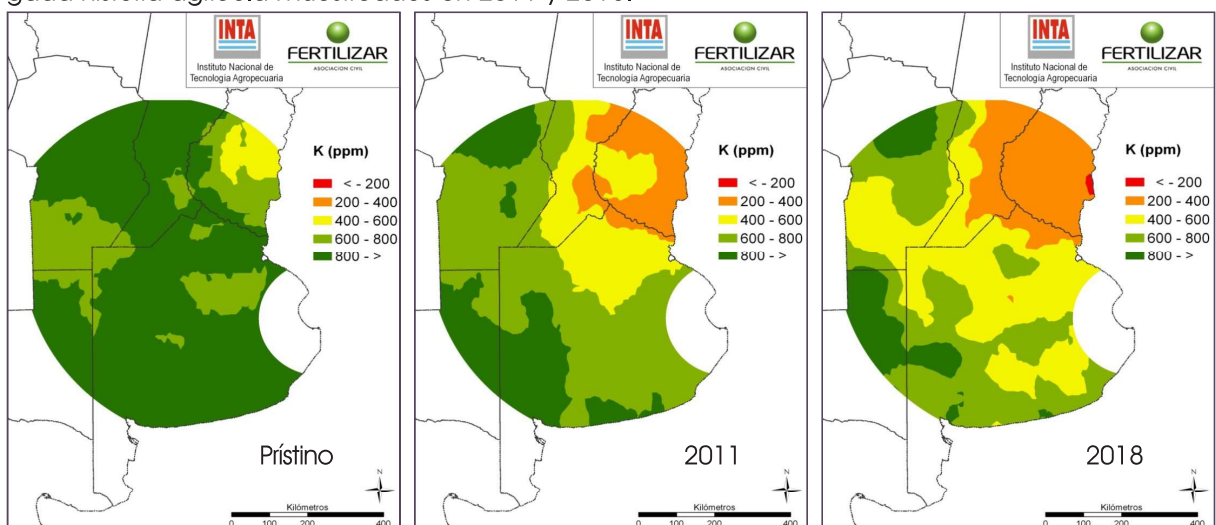 gada historia agrícola muestreados en 2011 y 2018.
INTA
Instituto Nacional de
Tecnología Agropecuaria
FERTILIZAR
ASOCIACION CIVIL
K (ppm)
< - 200
200 - 400
400 - 600
600 - 800
800 - >
Prístino
N
Kilómetros
0 100 200 400
INTA
Instituto Nacional de
Tecnología Agropecuaria
FERTILIZAR
ASOCIACION CIVIL
K (ppm)
< - 200
200 - 400
400 - 600
600 - 800
800 - >
2011
N
Kilómetros
0 100 200 400
INTA
Instituto Nacional de
Tecnología Agropecuaria
FERTILIZAR
ASOCIACION CIVIL
K (ppm)
< - 200
200 - 400
400 - 600
600 - 800
800 - >
2018
N
Kilómetros
0 100 200 400